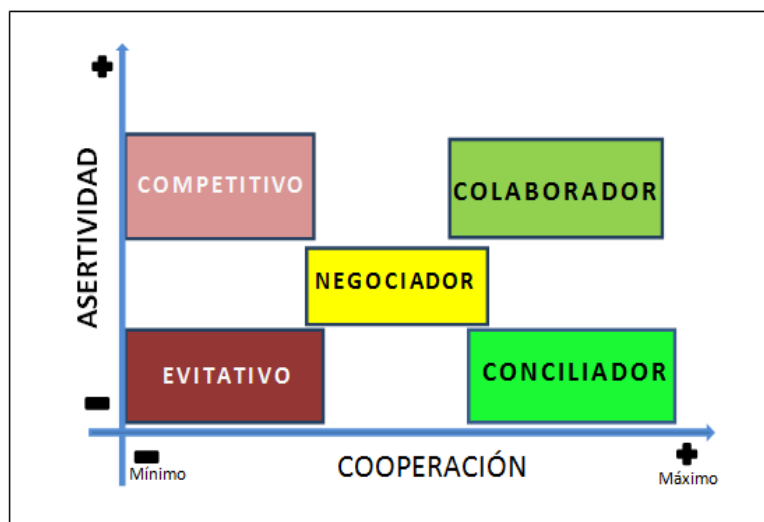 ASERTIVIDAD
COMPETITIVO
COLABORADOR
NEGOCIADOR
EVITATIVO
CONCILIADOR
Mínimo
COOPERACIÓN
Máximo